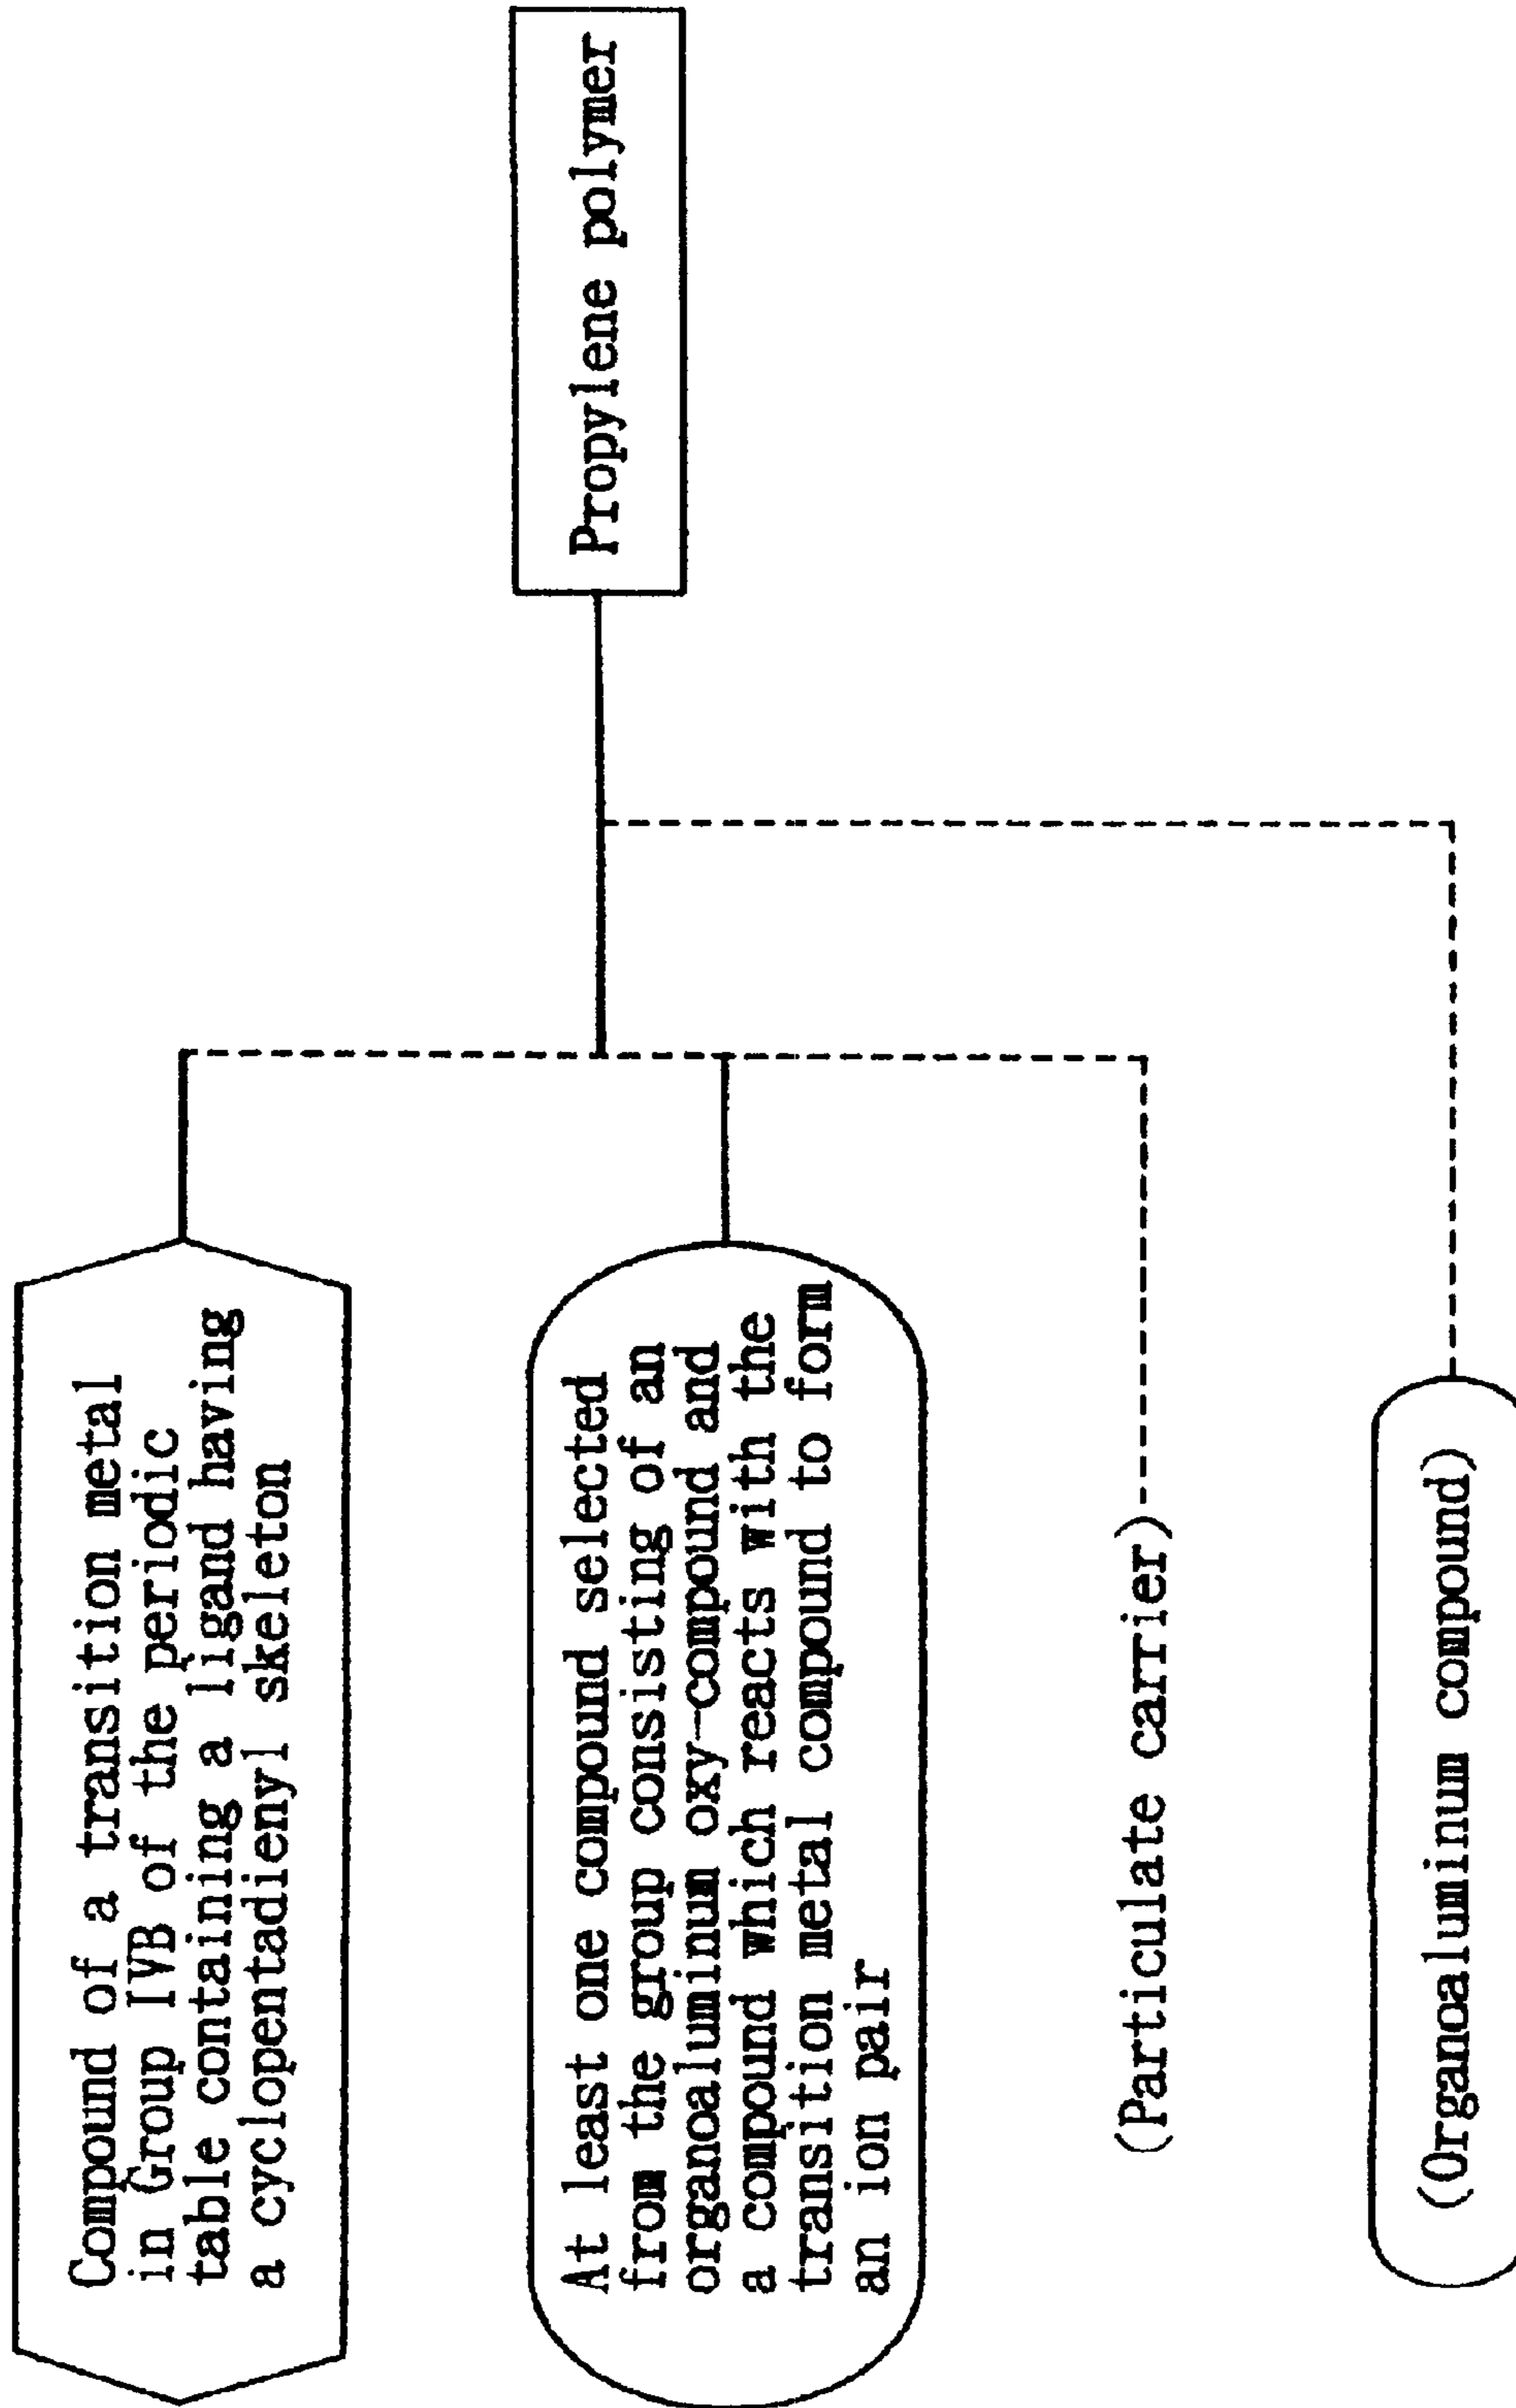 Compound of a transition metal
in Group IVB of the periodic
table containing a ligand having
a cyclopentadienyl skeleton
At least one compound selected
from the group consisting of an
organoaluminum oxy-compound and
a compound which reacts with the
transition metal compound to form
an ion pair
(Particulate carrier)
(Organoaluminum compound)
Propylene polymer